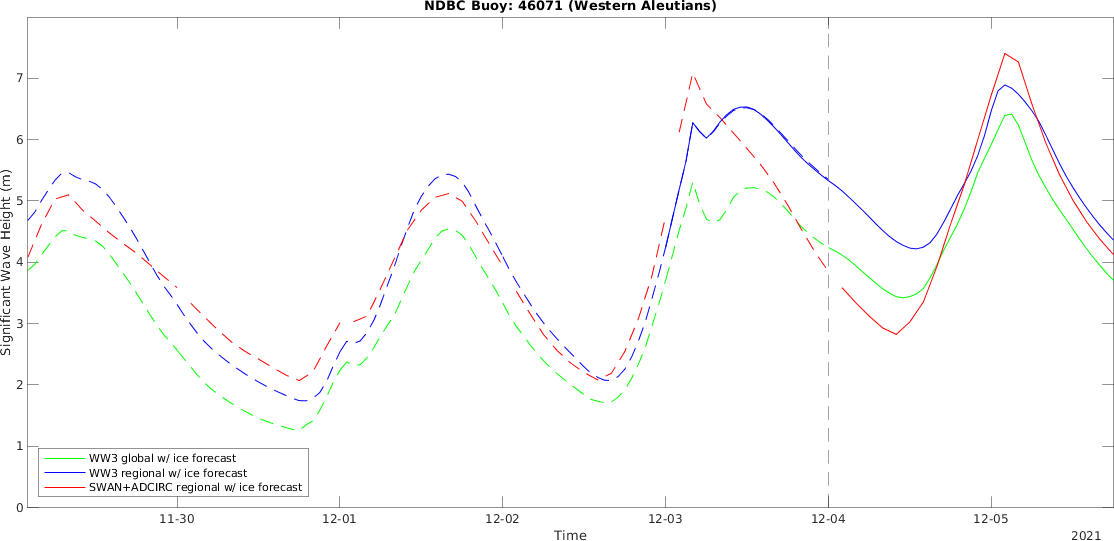 NDBC Buoy: 46071 (Western Aleutians)
Significant Wave Height (m)
7
6
5
4
3
2
1
0
WW3 global w/ ice forecast
WW3 regional w/ ice forecast
SWAN+ADCIRC regional w/ ice forecast
11-30
12-01
12-02
12-03
12-04
12-05
Time
2021